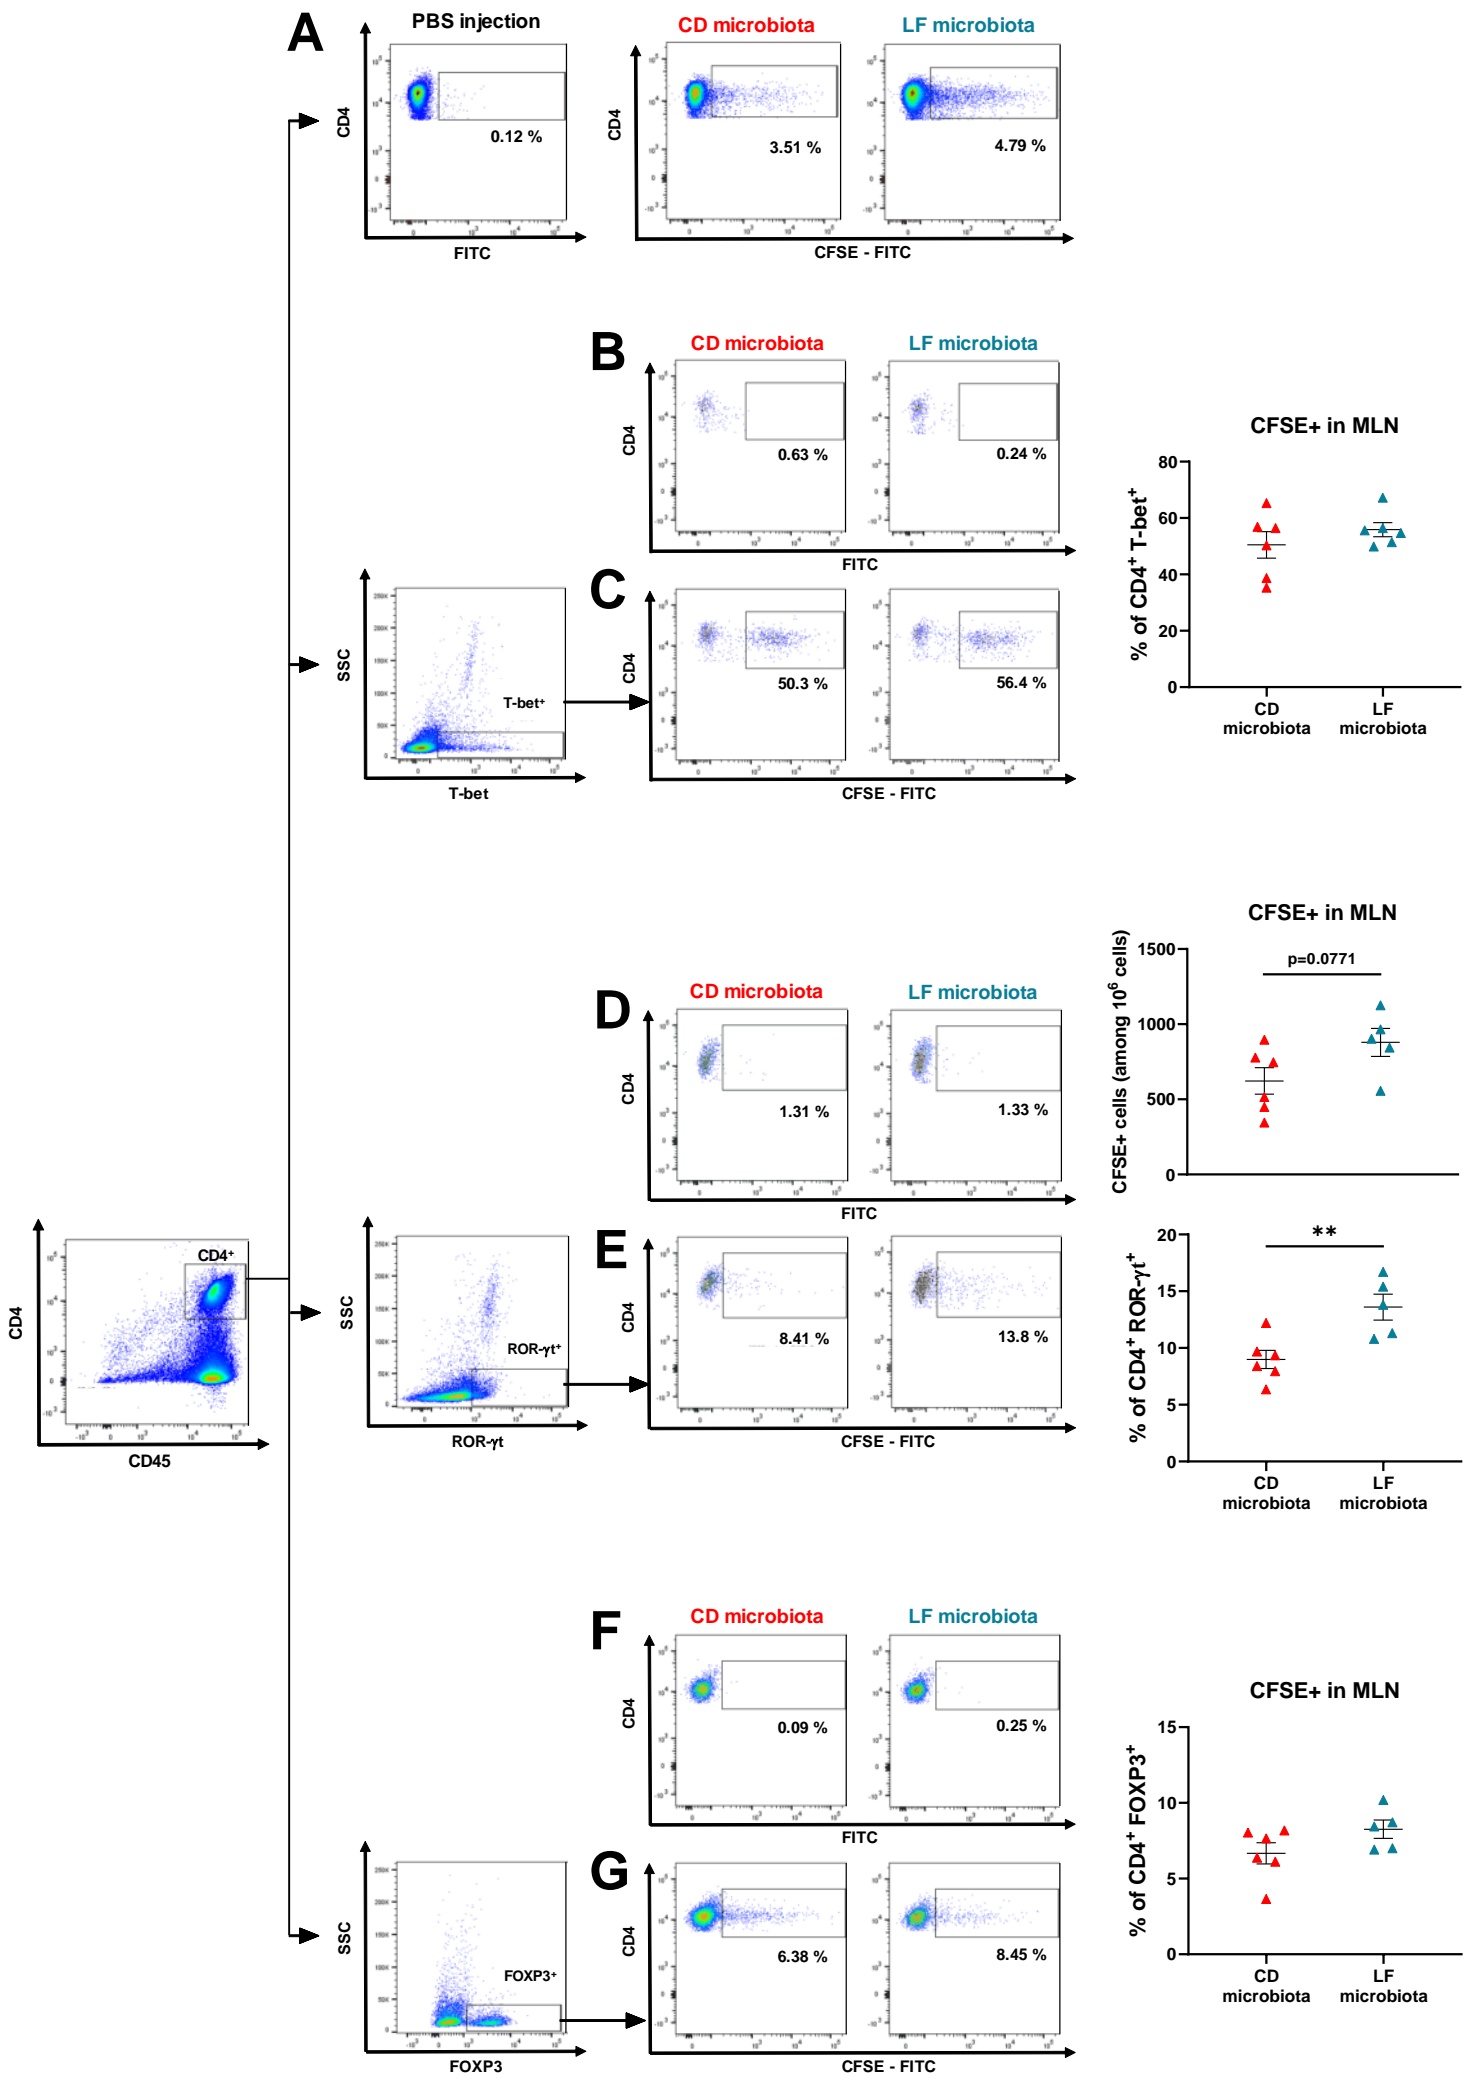 A
PBS injection
CD microbiota
LF microbiota
CD4
0.12 %
FITC
CD4
3.51 %
4.79 %
CFSE - FITC
B
CD microbiota
LF microbiota
CD4
0.63 %
0.24 %
FITC
C
SSC
T-bet⁺
T-bet
CD4
50.3 %
56.4 %
CFSE - FITC
CFSE+ in MLN
% of CD4⁺ T-bet⁺
80
60
40
20
0
CD
microbiota
LF
microbiota
D
CD microbiota
LF microbiota
CD4
1.31 %
1.33 %
FITC
CFSE+ in MLN
CFSE+ cells (among 10⁶ cells)
1500
1000
500
0
p=0.0771
CD4
CD4⁺
CD45
SSC
ROR-γt⁺
ROR-γt
E
CD4
8.41 %
13.8 %
CFSE - FITC
% of CD4⁺ ROR-γt⁺
20
15
10
5
0
**
CD
microbiota
LF
microbiota
F
CD microbiota
LF microbiota
CD4
0.09 %
0.25 %
FITC
SSC
FOXP3⁺
FOXP3
G
CD4
6.38 %
8.45 %
CFSE - FITC
CFSE+ in MLN
% of CD4⁺ FOXP3⁺
15
10
5
0
CD
microbiota
LF
microbiota